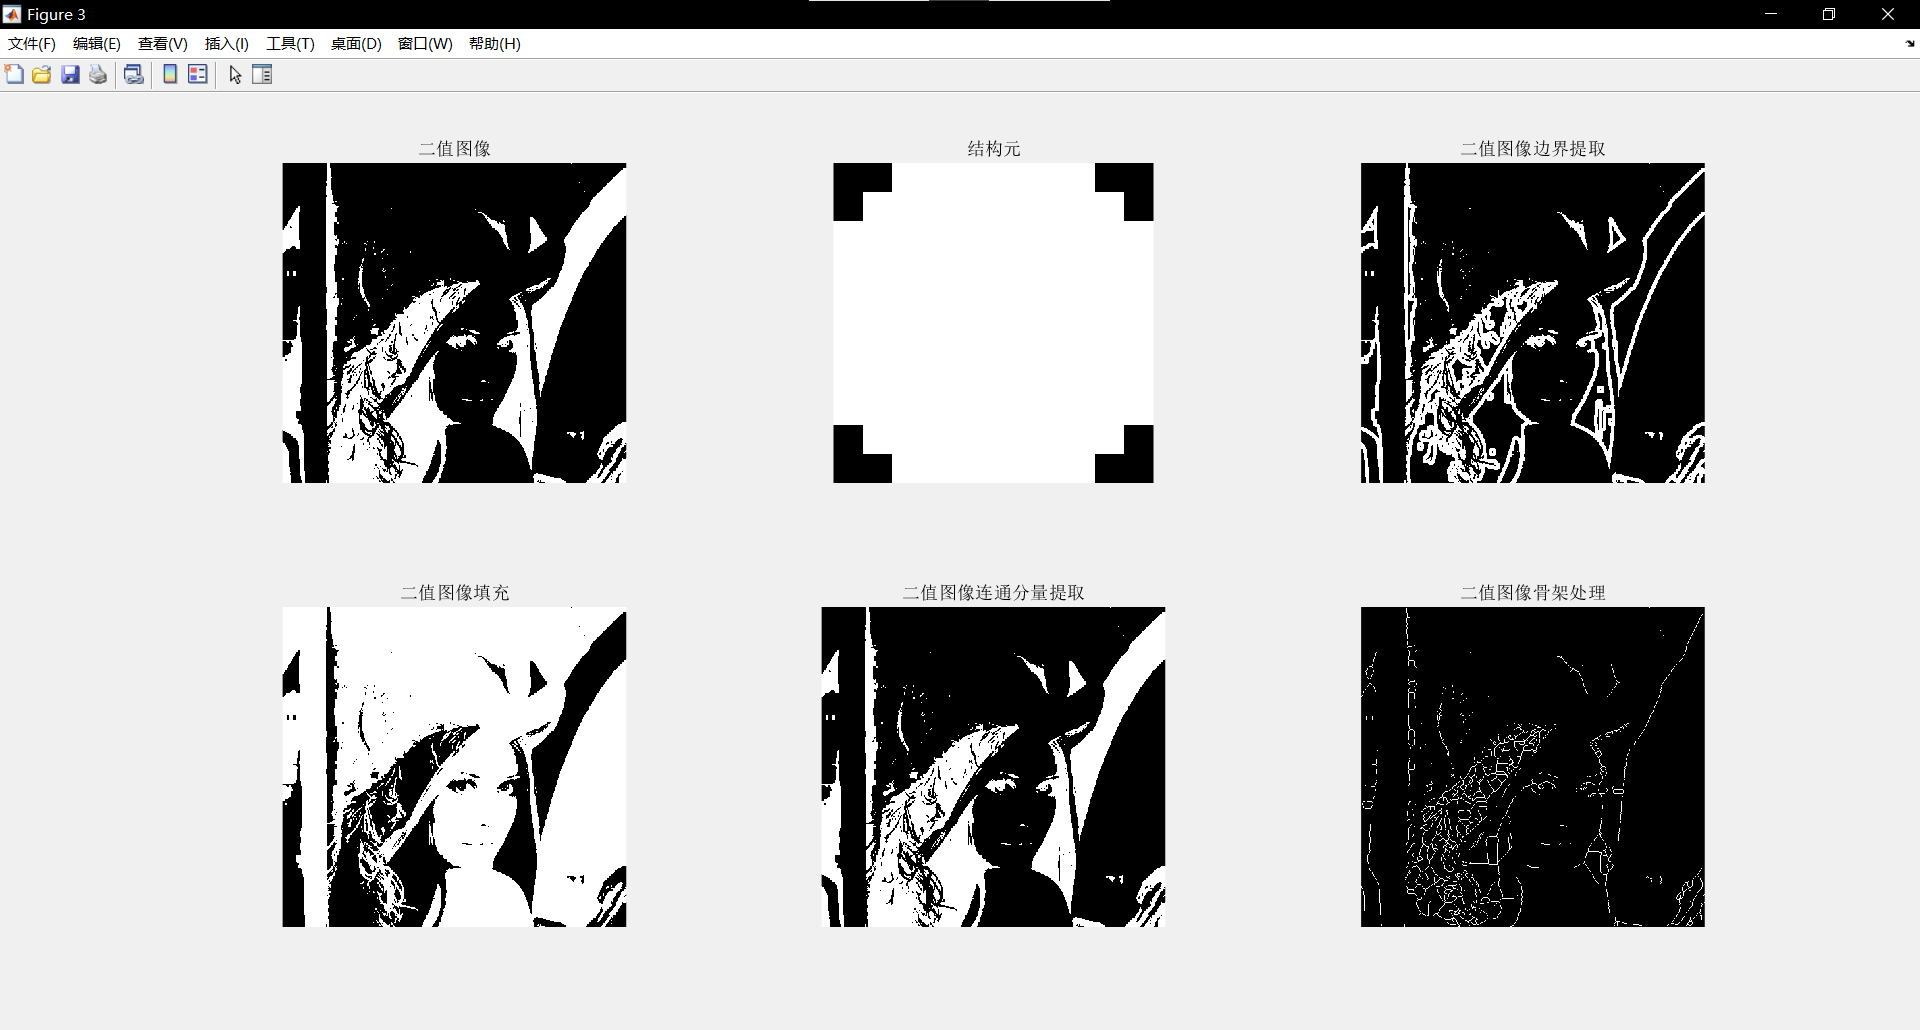 Figure 3
文件(F) 编辑(E) 查看(V) 插入(I) 工具(T) 桌面(D) 窗口(W) 帮助(H)
二值图像 结构元 二值图像边界提取
二值图像填充 二值图像连通分量提取 二值图像骨架处理